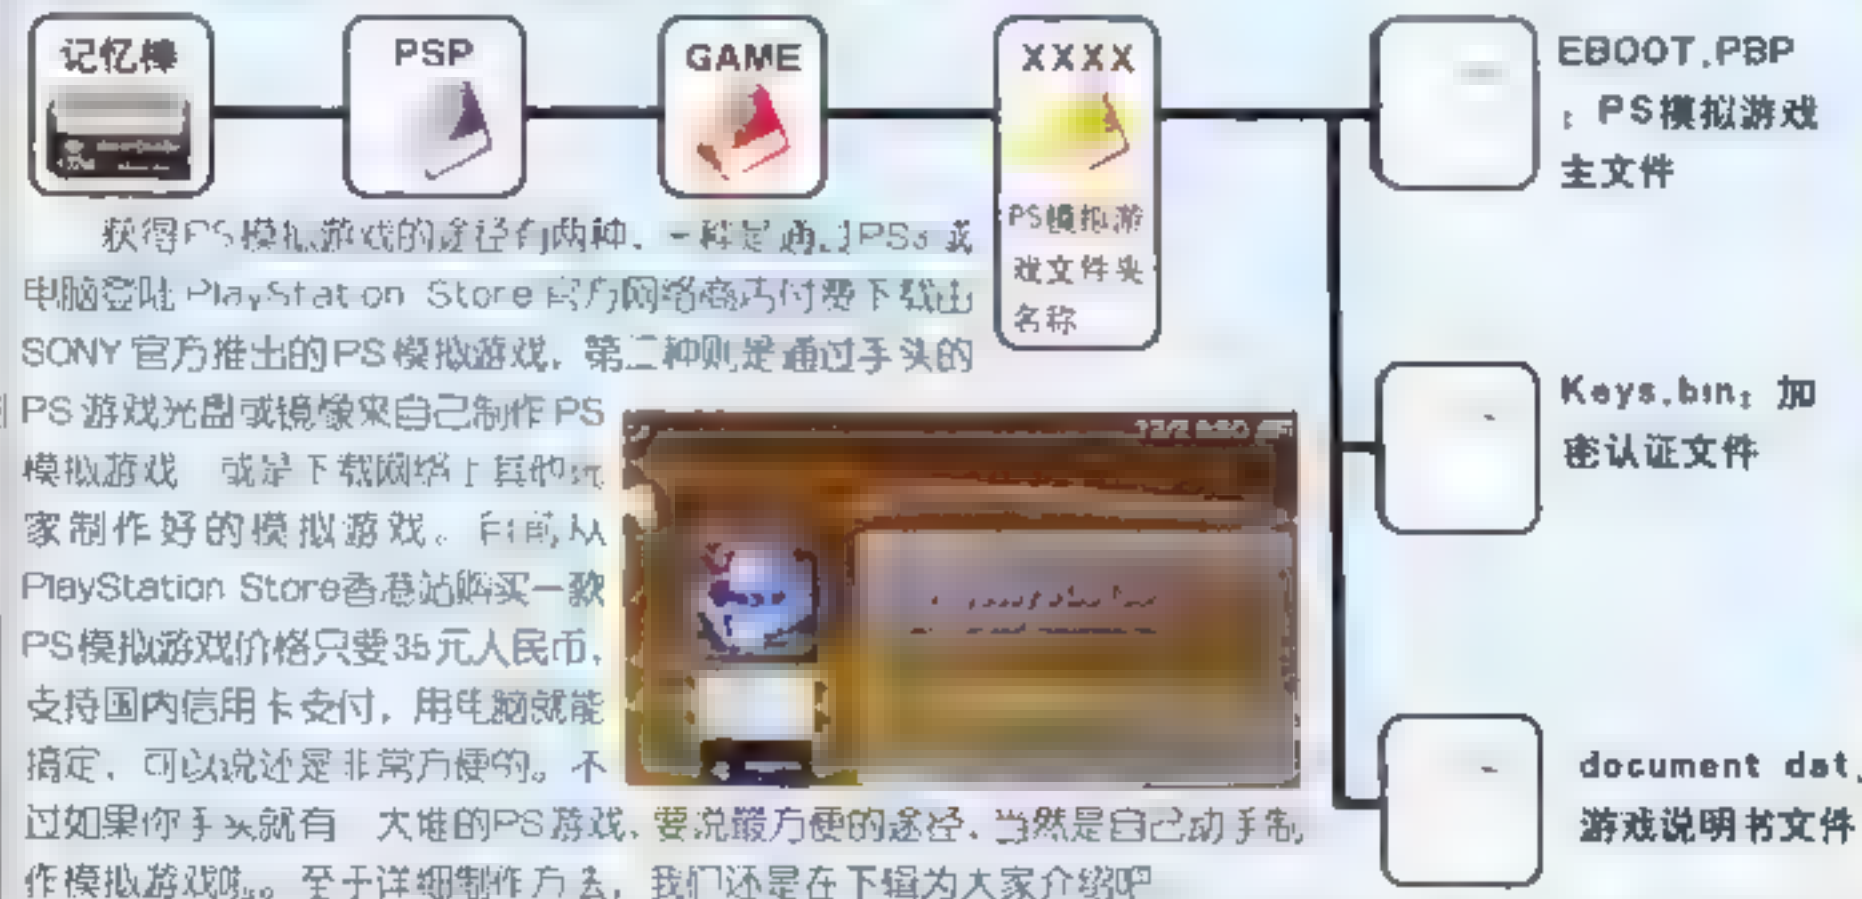 记忆棒
PSP
GAME
XXXX
PS模拟游
戏文件夹
名称
EBOOT.PBP
：PS模拟游戏
主文件
Keys.bin：加
密认证文件
document dat.
游戏说明书文件
获得PS模拟游戏的途径有两种，一种是通过PS3或
电脑登陆PlayStation Store官方网络商店付费下载由
SONY官方推出的PS模拟游戏，第二种则是通过手头的
PS游戏光盘或镜像来自己制作PS
模拟游戏 或是下载网络上其他玩
家制作好的模拟游戏。目前从
PlayStation Store香港站购买一款
PS模拟游戏价格只要35元人民币，
支持国内信用卡支付，用电脑就能
搞定，可以说还是非常方便的。不
过如果你手头就有 大堆的PS游戏，要说最方便的途径，当然是自己动手制
作模拟游戏啦。至于详细制作方法，我们还是在下辑为大家介绍吧